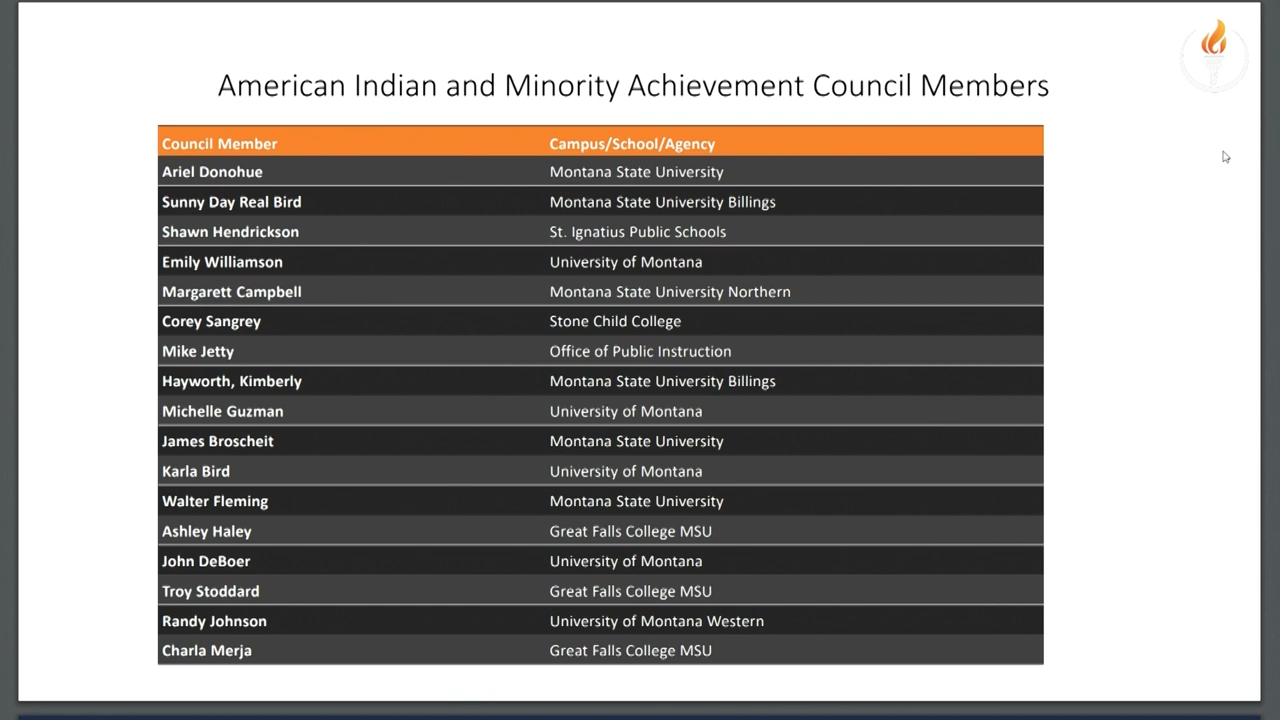 American Indian and Minority Achievement Council Members
Council Member Campus/School/Agency
Ariel Donohue Montana State University
Sunny Day Real Bird Montana State University Billings
Shawn Hendrickson St. Ignatius Public Schools
Emily Williamson University of Montana
Margarett Campbell Montana State University Northern
Corey Sangrey Stone Child College
Mike Jetty Office of Public Instruction
Hayworth, Kimberly Montana State University Billings
Michelle Guzman University of Montana
James Broscheit Montana State University
Karla Bird University of Montana
Walter Fleming Montana State University
Ashley Haley Great Falls College MSU
John DeBoer University of Montana
Troy Stoddard Great Falls College MSU
Randy Johnson University of Montana Western
Charla Merja Great Falls College MSU